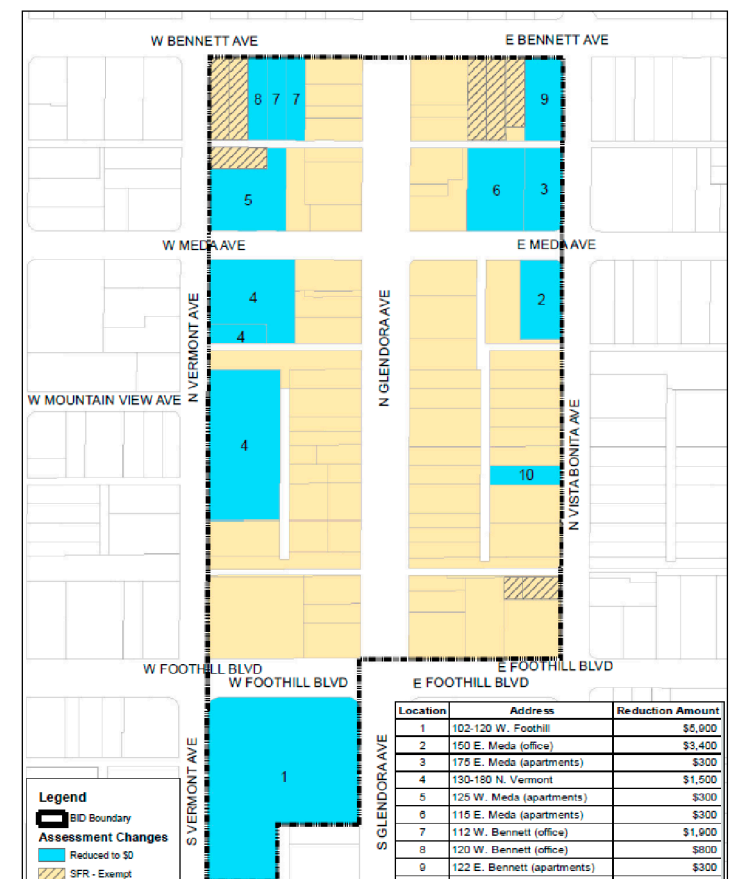 W BENNETT AVE
E BENNETT AVE
8 7 7
9
5
6
3
W MEDA AVE
E MEDA AVE
4
4
2
N VERMONT AVE
N GLENDORA AVE
W MOUNTAIN VIEW AVE
4
10
N VISTA BONITA AVE
W FOOTHILL BLVD
E FOOTHILL BLVD
W FOOTHILL BLVD
E FOOTHILL BLVD
1
S VERMONT AVE
S GLENDORA AVE
Location Address Reduction Amount
1 102-120 W. Foothill $5,900
2 150 E. Meda (office) $3,400
3 175 E. Meda (apartments) $300
4 130-180 N. Vermont $1,500
5 125 W. Meda (apartments) $300
6 115 E. Meda (apartments) $300
7 112 W. Bennett (office) $1,900
8 120 W. Bennett (office) $800
9 122 E. Bennett (apartments) $300
Legend
BID Boundary
Assessment Changes
Reduced to $0
SFR - Exempt